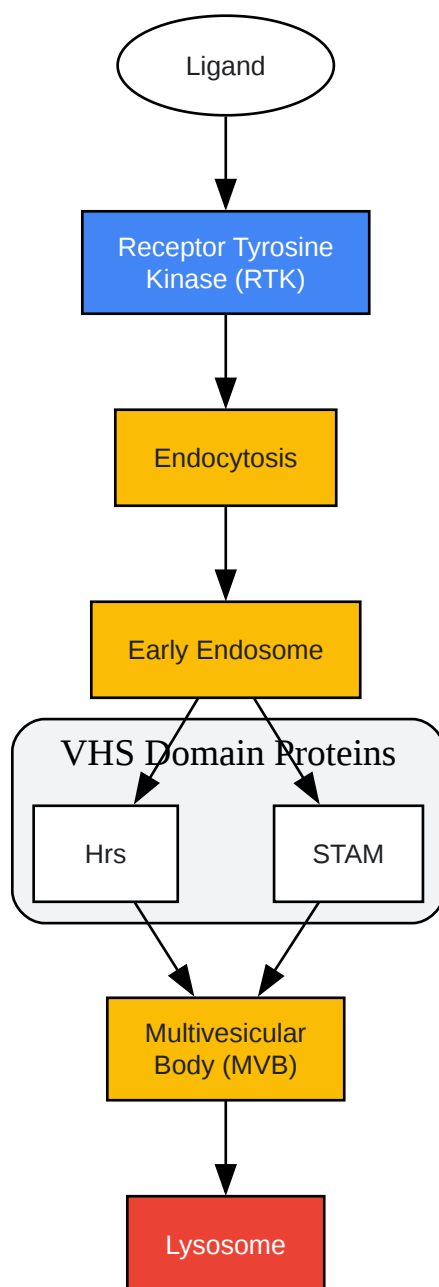 Ligand
Receptor Tyrosine
Kinase (RTK)
Endocytosis
Early Endosome
VHS Domain Proteins
Hrs
STAM
Multivesicular
Body (MVB)
Lysosome